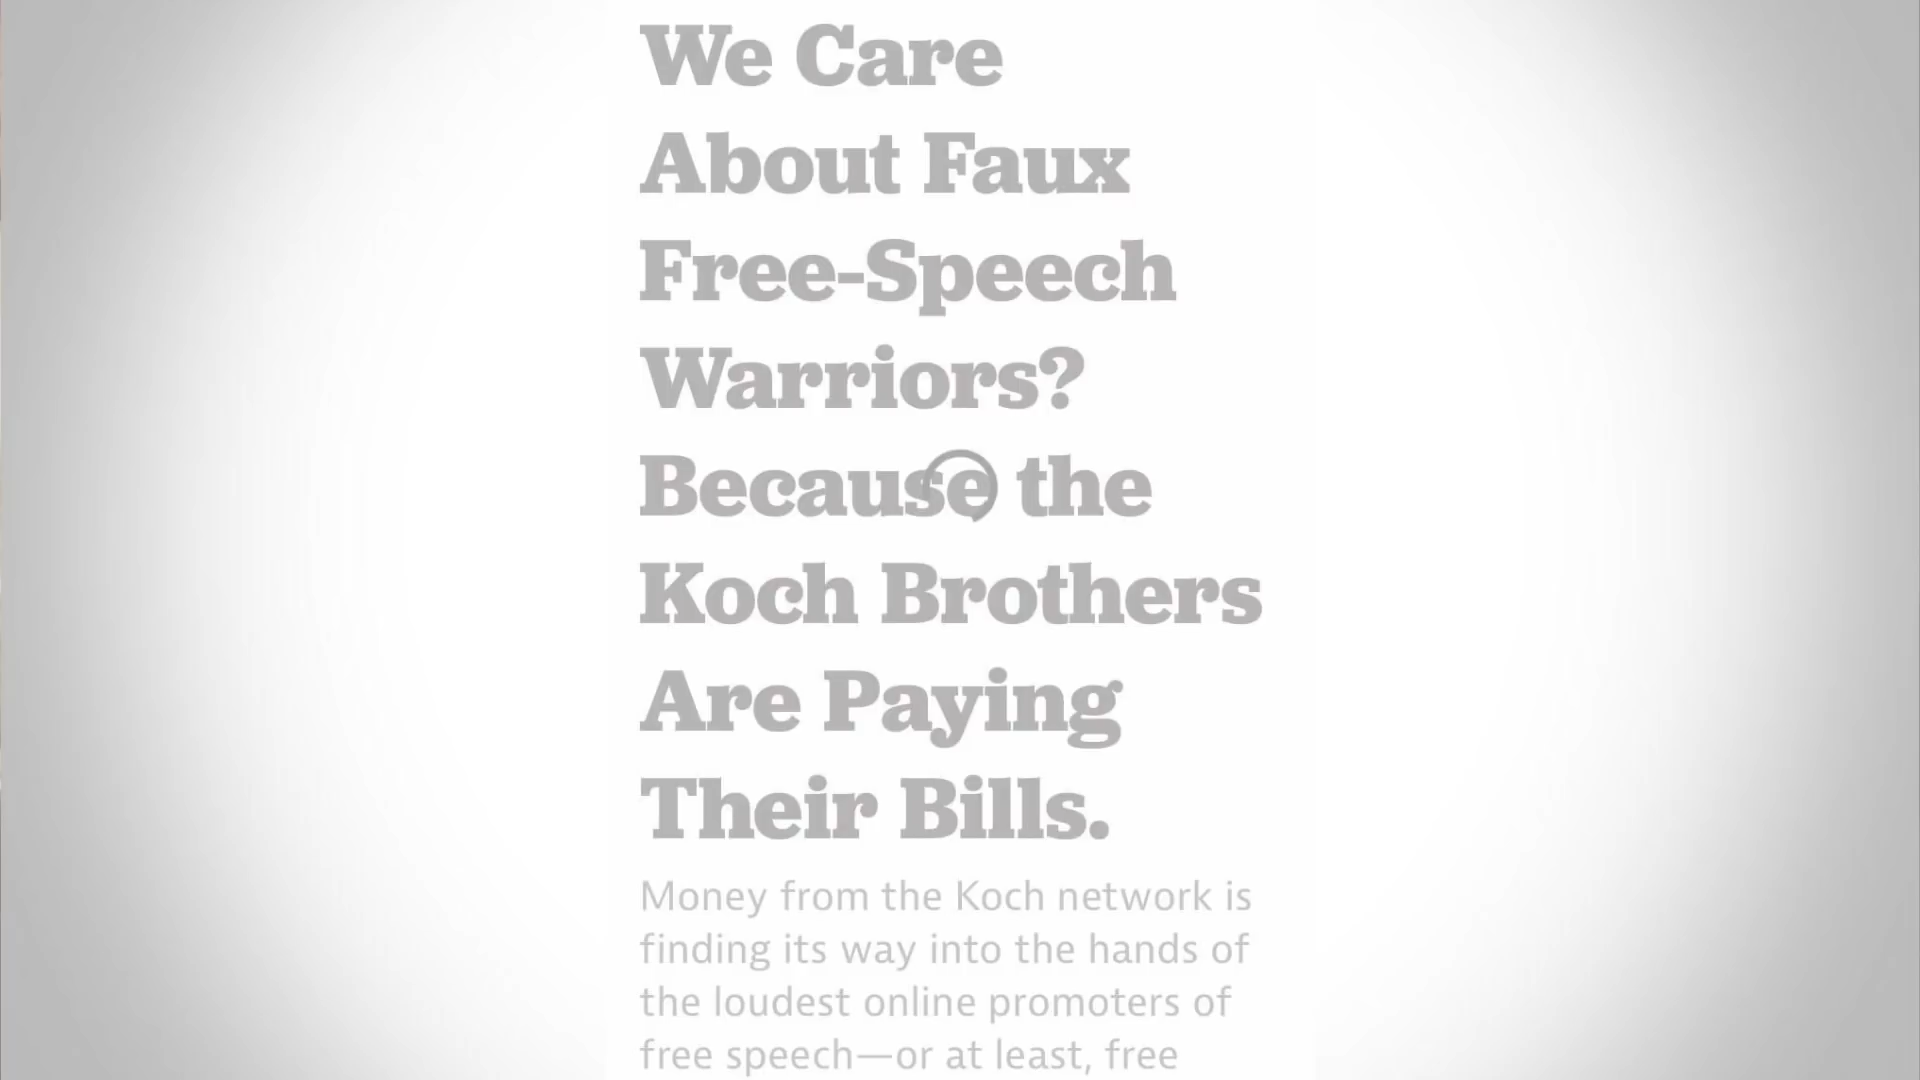 We Care
About Faux
Free-Speech
Warriors?
Because the
Koch Brothers
Are Paying
Their Bills.
Money from the Koch network is
finding its way into the hands of
the loudest online promoters of
free speech—or at least, free